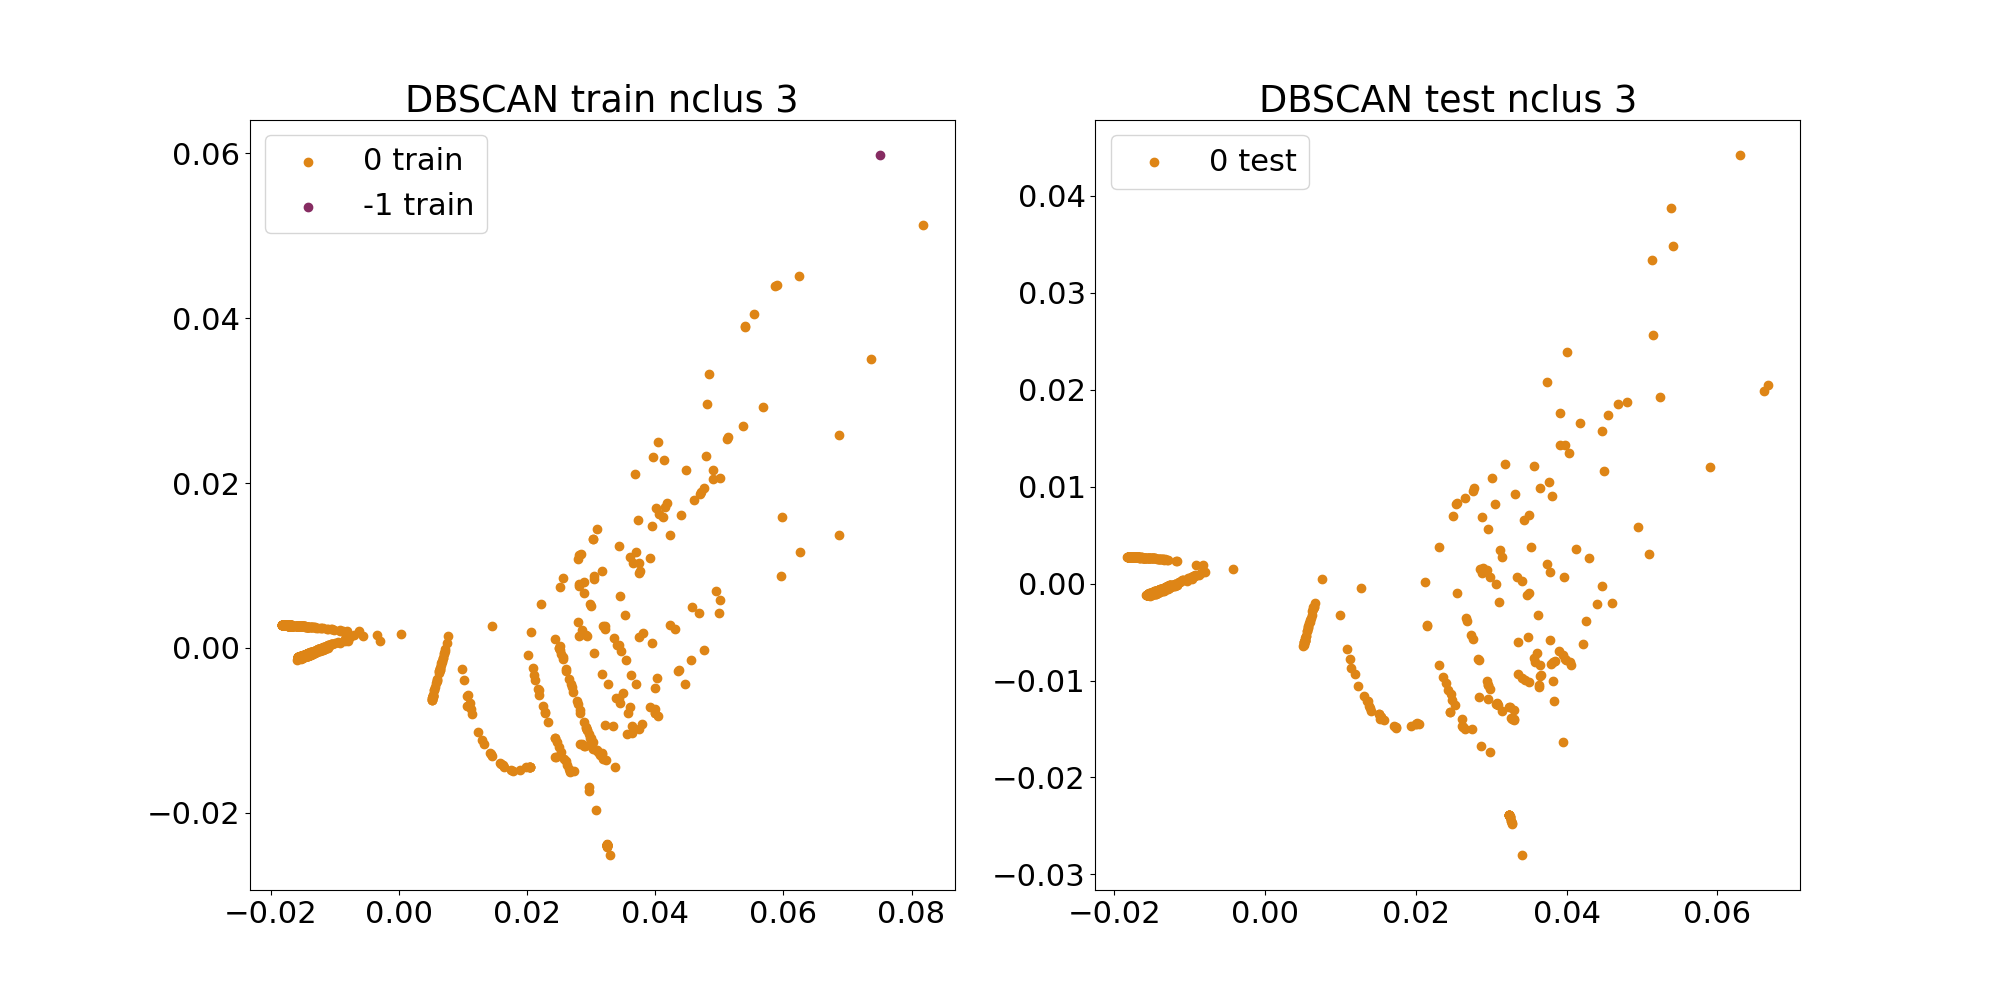 DBSCAN train nclus 3
0 train
-1 train
0.06
0.04
0.02
0.00
−0.02
−0.02 0.00 0.02 0.04 0.06 0.08
DBSCAN test nclus 3
0 test
0.04
0.03
0.02
0.01
0.00
−0.01
−0.02
−0.03
−0.02 0.00 0.02 0.04 0.06